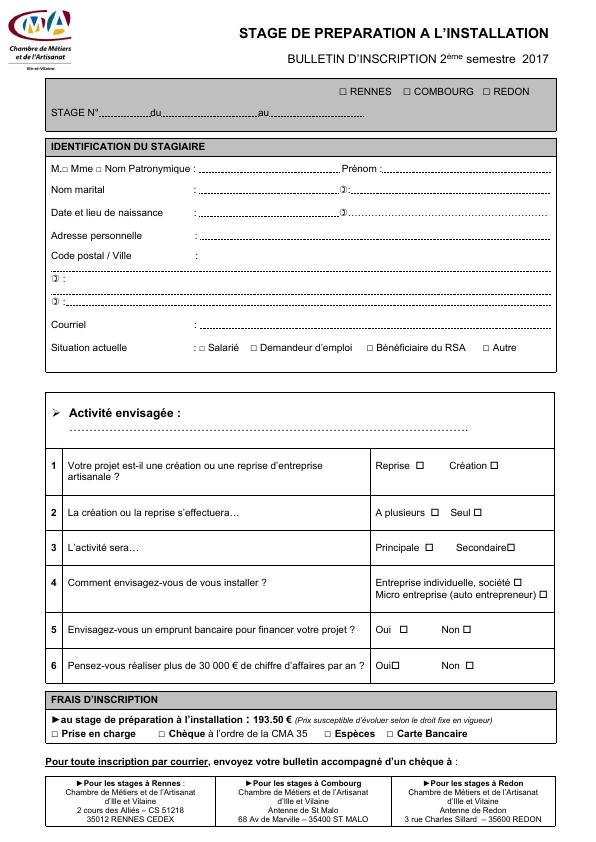 CMA
Chambre de Métiers
et de l'Artisanat
Ille-et-Vilaine
STAGE DE PREPARATION A L'INSTALLATION
BULLETIN D'INSCRIPTION 2ème semestre 2017
□ RENNES □ COMBOURG □ REDON
STAGE N°....................du....................................au....................................
IDENTIFICATION DU STAGIAIRE
M.□ Mme □ Nom Patronymique : .................................................. Prénom :..................................................
Nom marital : ..................................................③:..................................................
Date et lieu de naissance : ..................................................③..................................................
Adresse personnelle : ..................................................
Code postal / Ville :
..................................................
③ :
..................................................
③ :..................................................
Courriel : ..................................................
Situation actuelle : □ Salarié □ Demandeur d'emploi □ Bénéficiaire du RSA □ Autre
➢ Activité envisagée :
..................................................
1 Votre projet est-il une création ou une reprise d'entreprise artisanale ? Reprise □ Création □
2 La création ou la reprise s'effectuera… A plusieurs □ Seul □
3 L'activité sera… Principale □ Secondaire□
4 Comment envisagez-vous de vous installer ? Entreprise individuelle, société □
Micro entreprise (auto entrepreneur) □
5 Envisagez-vous un emprunt bancaire pour financer votre projet ? Oui □ Non □
6 Pensez-vous réaliser plus de 30 000 € de chiffre d'affaires par an ? Oui□ Non □
FRAIS D'INSCRIPTION
►au stage de préparation à l'installation : 193.50 € (Prix susceptible d'évoluer selon le droit fixe en vigueur)
□ Prise en charge □ Chèque à l'ordre de la CMA 35 □ Espèces □ Carte Bancaire
Pour toute inscription par courrier, envoyez votre bulletin accompagné d'un chèque à :
►Pour les stages à Rennes :
Chambre de Métiers et de l'Artisanat
d'Ille et Vilaine
2 cours des Alliés – CS 51218
35012 RENNES CEDEX
►Pour les stages à Combourg
Chambre de Métiers et de l'Artisanat
d'Ille et Vilaine
Antenne de St Malo
68 Av de Marville – 35400 ST MALO
►Pour les stages à Redon
Chambre de Métiers et de l'Artisanat
d'Ille et Vilaine
Antenne de Redon
3 rue Charles Sillard – 35600 REDON